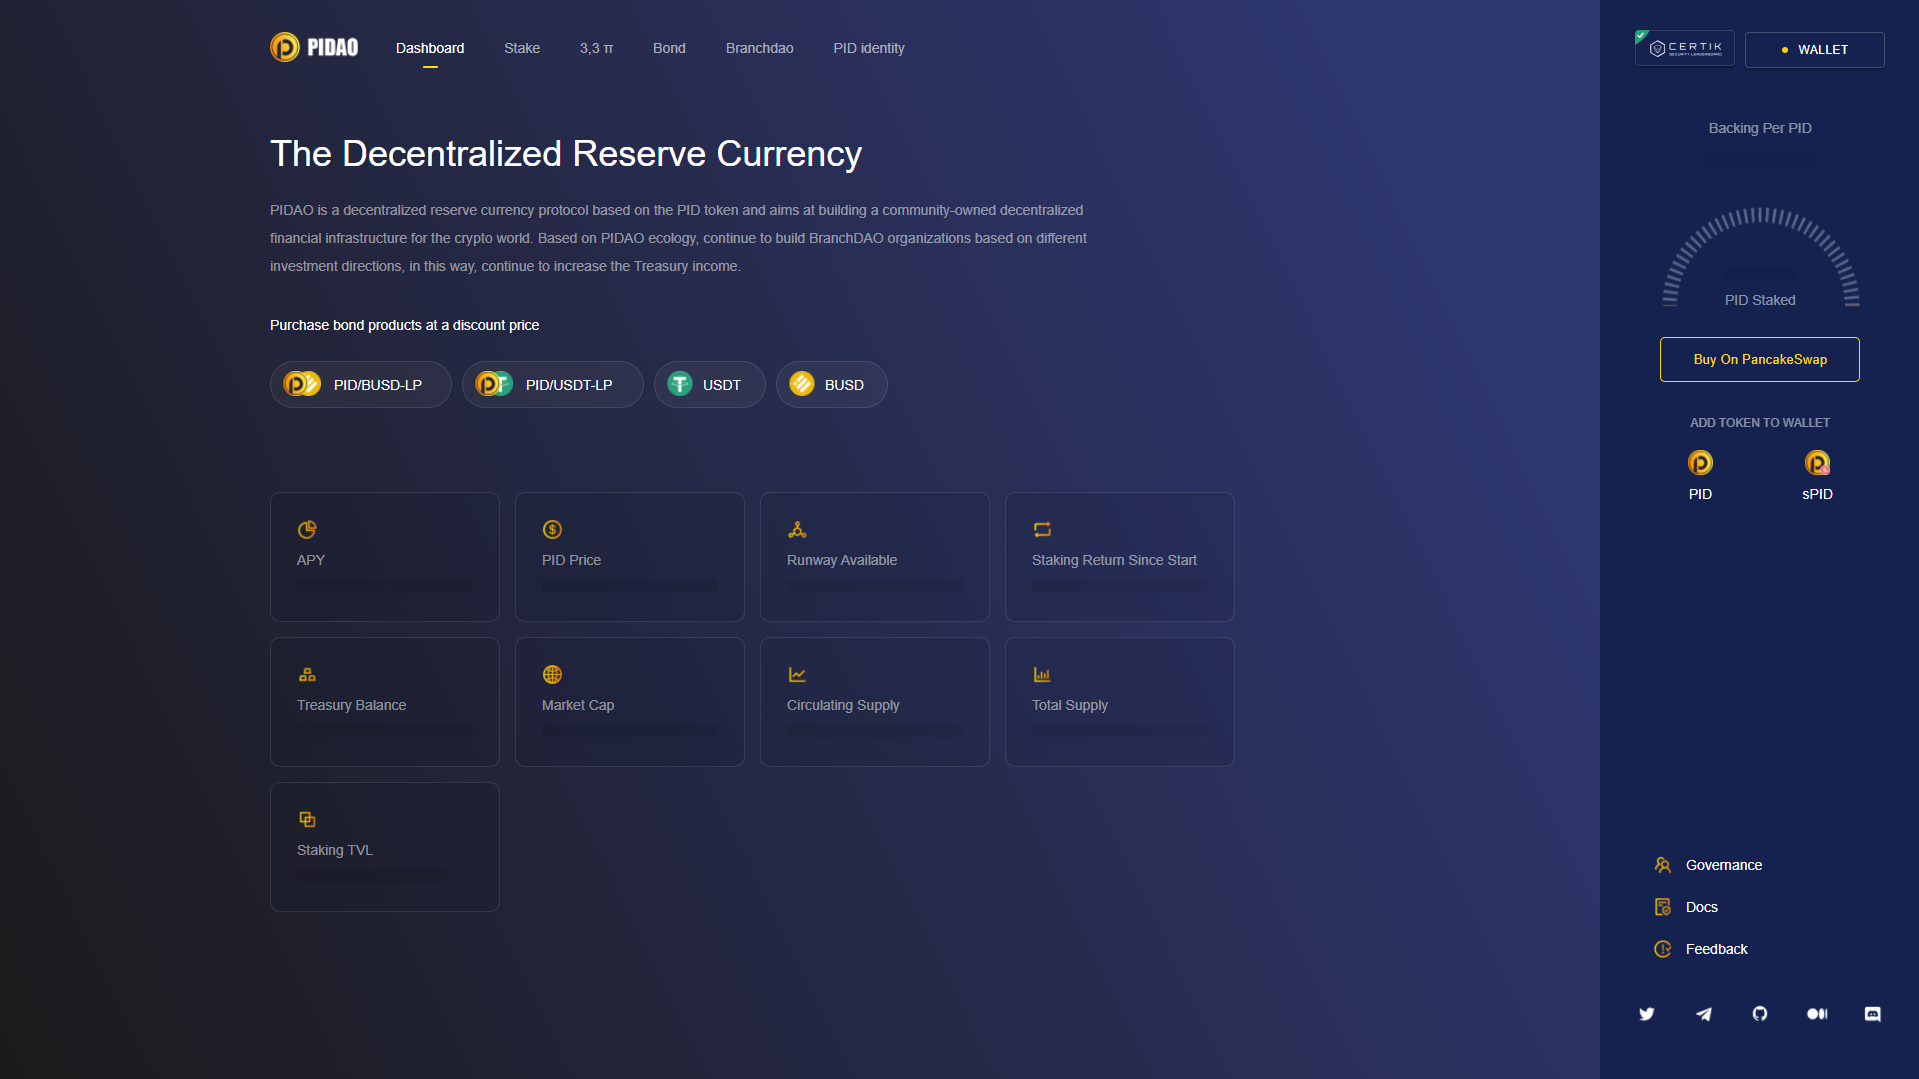 PIDAO
Dashboard
Stake
3,3 π
Bond
Branchdao
PID identity
The Decentralized Reserve Currency
PIDAO is a decentralized reserve currency protocol based on the PID token and aims at building a community-owned decentralized
financial infrastructure for the crypto world. Based on PIDAO ecology, continue to build BranchDAO organizations based on different
investment directions, in this way, continue to increase the Treasury income.
Purchase bond products at a discount price
PID/BUSD-LP
PID/USDT-LP
USDT
BUSD
APY
PID Price
Runway Available
Staking Return Since Start
Treasury Balance
Market Cap
Circulating Supply
Total Supply
Staking TVL
CERTIK
SECURITY LEADERBOARD
WALLET
Backing Per PID
PID Staked
Buy On PancakeSwap
ADD TOKEN TO WALLET
PID
sPID
Governance
Docs
Feedback